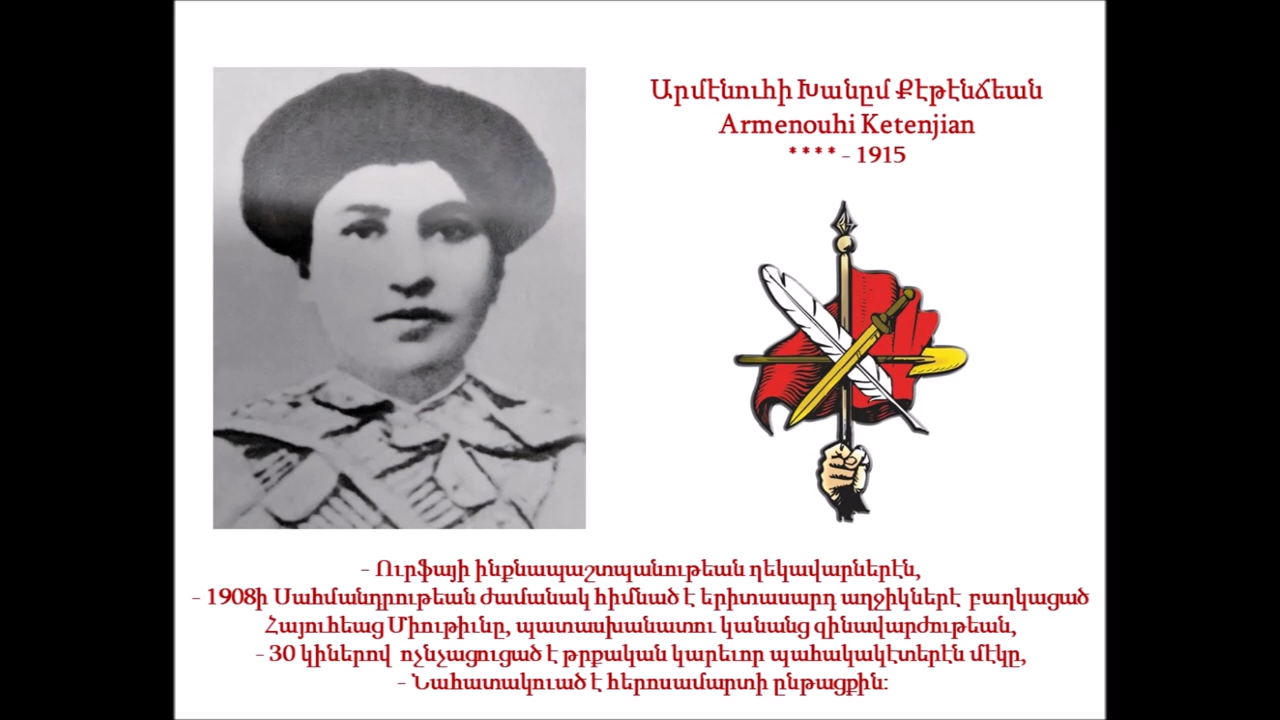 Արմէնուհի Խանըմ Քէթէնճեան
Armenouhi Ketenjian
**** - 1915
- Ուրֆայի ինքնապաշտպանութեան ղեկավարներէն,
- 1908ի Սահմանդրութեան ժամանակ հիմնած է երիտասարդ աղջիկներէ բաղկացած
Հայուհեաց Միութիւնը, պատասխանատու կանանց զինավարժութեան,
- 30 կիներով ոչնչացուցած է թրքական կարեւոր պահակակէտերէն մէկը,
- Նահատակուած է հերոսամարտի ընթացքին։